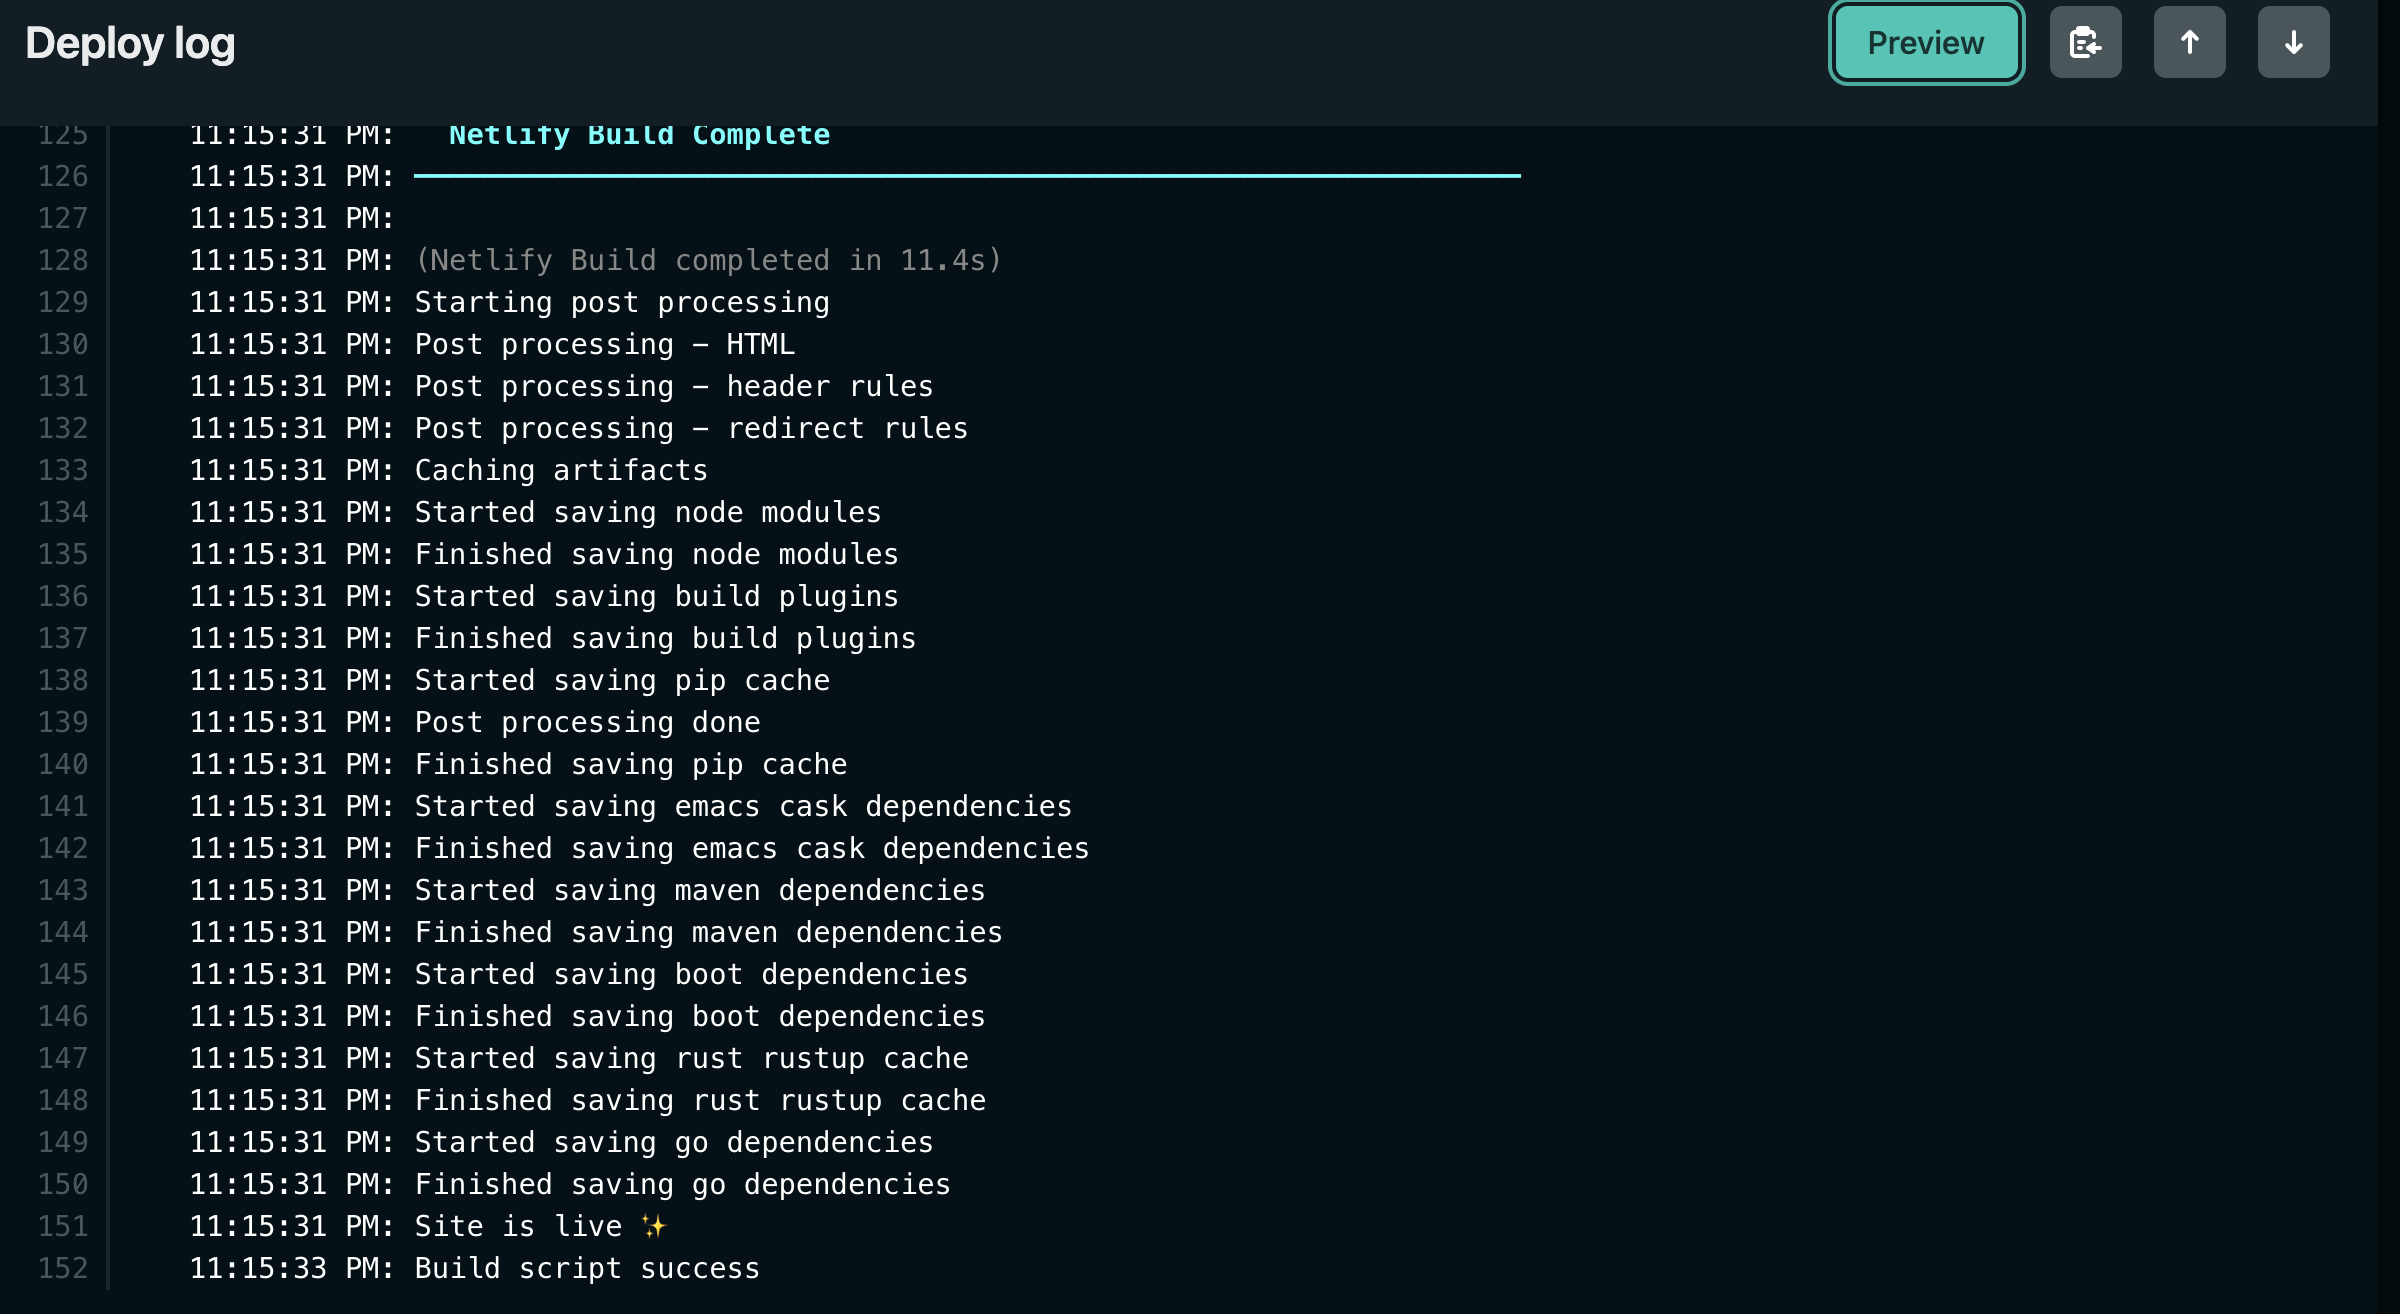 Deploy log
Preview
125 11:15:31 PM: Netlify Build Complete
126 11:15:31 PM: ────────────────────────────────────────────────────────────────
127 11:15:31 PM:
128 11:15:31 PM: (Netlify Build completed in 11.4s)
129 11:15:31 PM: Starting post processing
130 11:15:31 PM: Post processing - HTML
131 11:15:31 PM: Post processing - header rules
132 11:15:31 PM: Post processing - redirect rules
133 11:15:31 PM: Caching artifacts
134 11:15:31 PM: Started saving node modules
135 11:15:31 PM: Finished saving node modules
136 11:15:31 PM: Started saving build plugins
137 11:15:31 PM: Finished saving build plugins
138 11:15:31 PM: Started saving pip cache
139 11:15:31 PM: Post processing done
140 11:15:31 PM: Finished saving pip cache
141 11:15:31 PM: Started saving emacs cask dependencies
142 11:15:31 PM: Finished saving emacs cask dependencies
143 11:15:31 PM: Started saving maven dependencies
144 11:15:31 PM: Finished saving maven dependencies
145 11:15:31 PM: Started saving boot dependencies
146 11:15:31 PM: Finished saving boot dependencies
147 11:15:31 PM: Started saving rust rustup cache
148 11:15:31 PM: Finished saving rust rustup cache
149 11:15:31 PM: Started saving go dependencies
150 11:15:31 PM: Finished saving go dependencies
151 11:15:31 PM: Site is live ✨
152 11:15:33 PM: Build script success